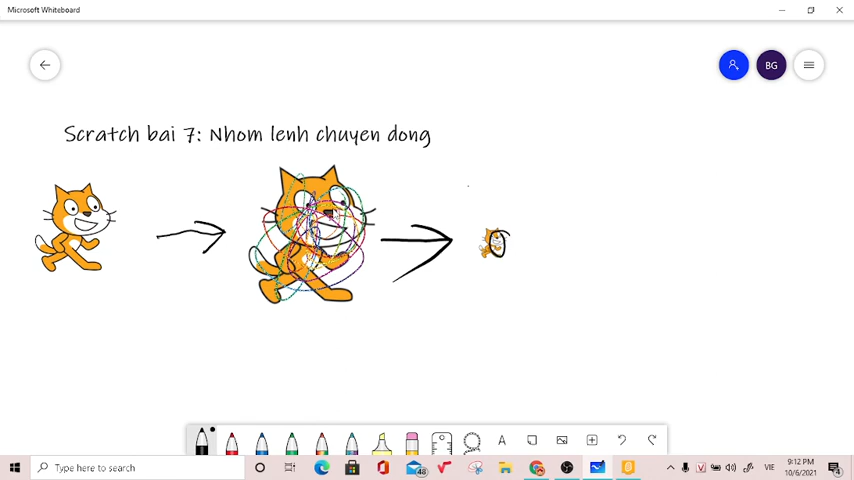 Microsoft Whiteboard
BG
Scratch bai 7: Nhom lenh chuyen dong
A
Type here to search
48
VIE
9:12 PM
10/6/2021
4